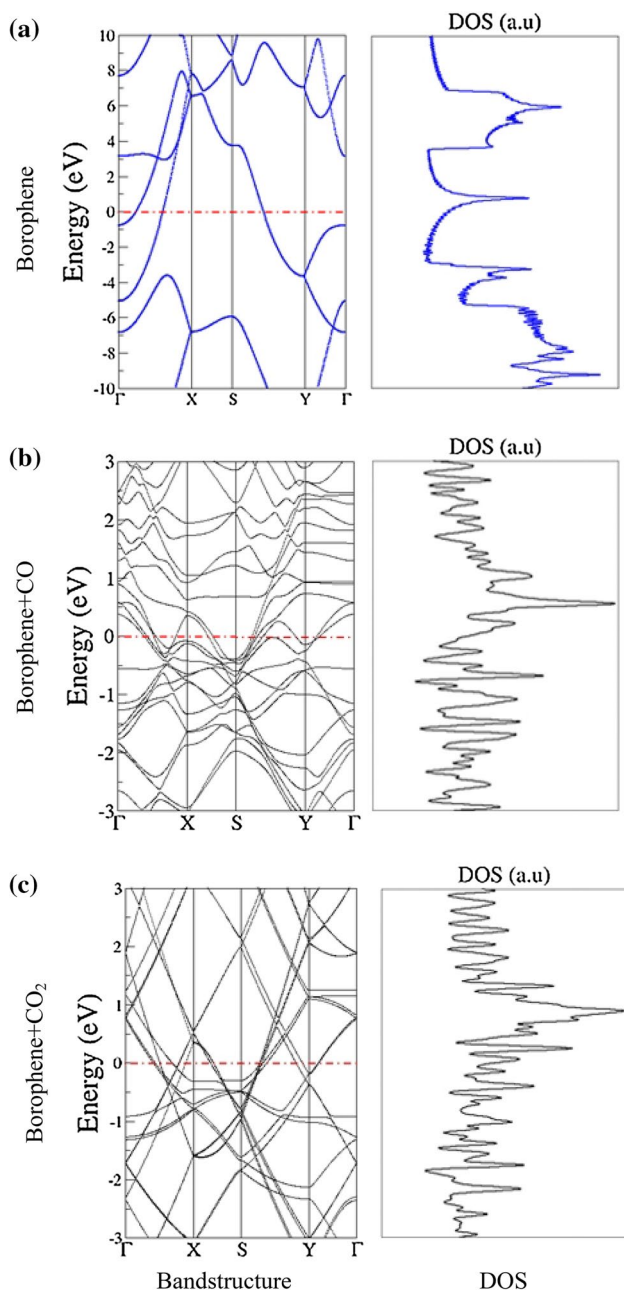 (a)
DOS (a.u)
Borophene
Energy (eV)
10
8
6
4
2
0
-2
-4
-6
-8
-10
Γ X S Y Γ
(b)
DOS (a.u)
Borophene+CO
Energy (eV)
3
2
1
0
-1
-2
-3
Γ X S Y Γ
(c)
DOS (a.u)
Borophene+CO₂
Energy (eV)
3
2
1
0
-1
-2
-3
Γ X S Y Γ
Bandstructure DOS